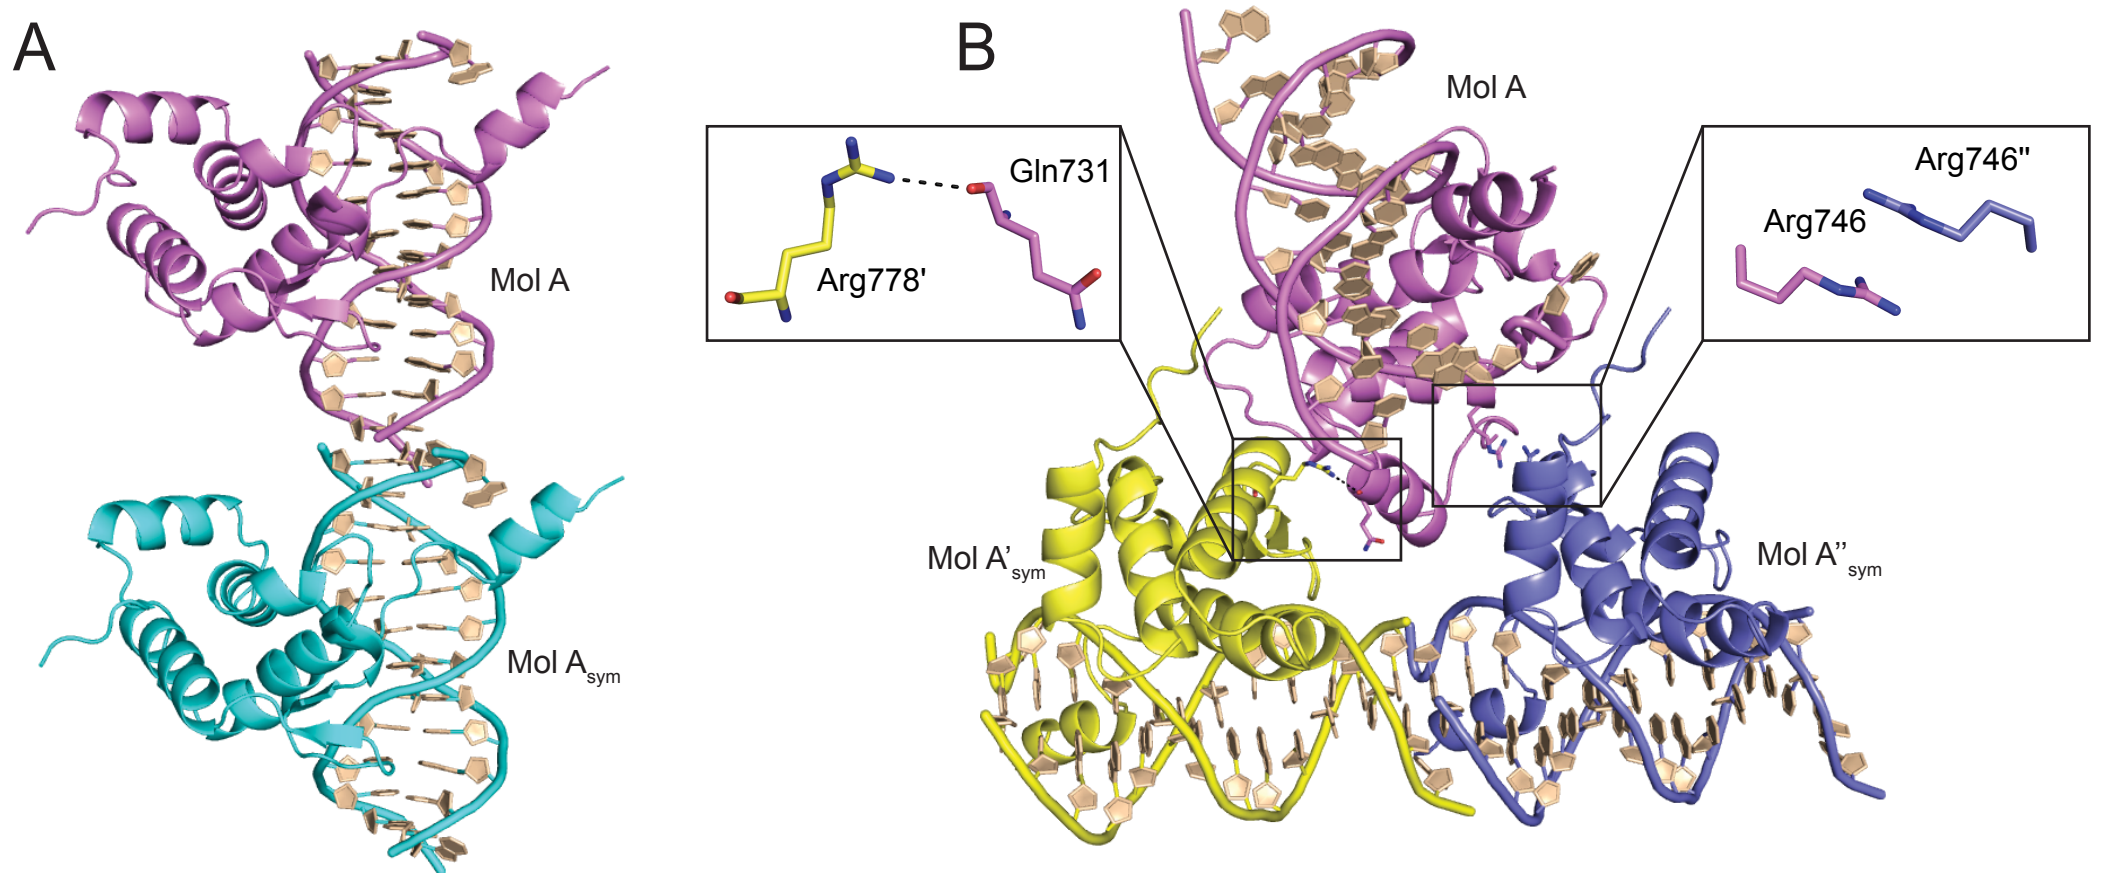 A
Mol A
Mol Asym
B
Mol A
Gln731
Arg778'
Arg746"
Arg746
Mol A’sym
Mol A’’sym